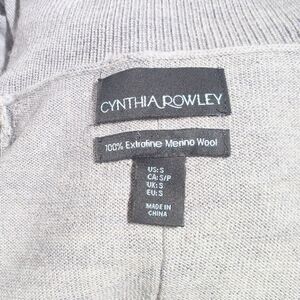 CYNTHIA ROWLEY
100% Extrafine Merino Wool
US: S
CA: S/P
UK: S
EU: S
MADE IN
CHINA